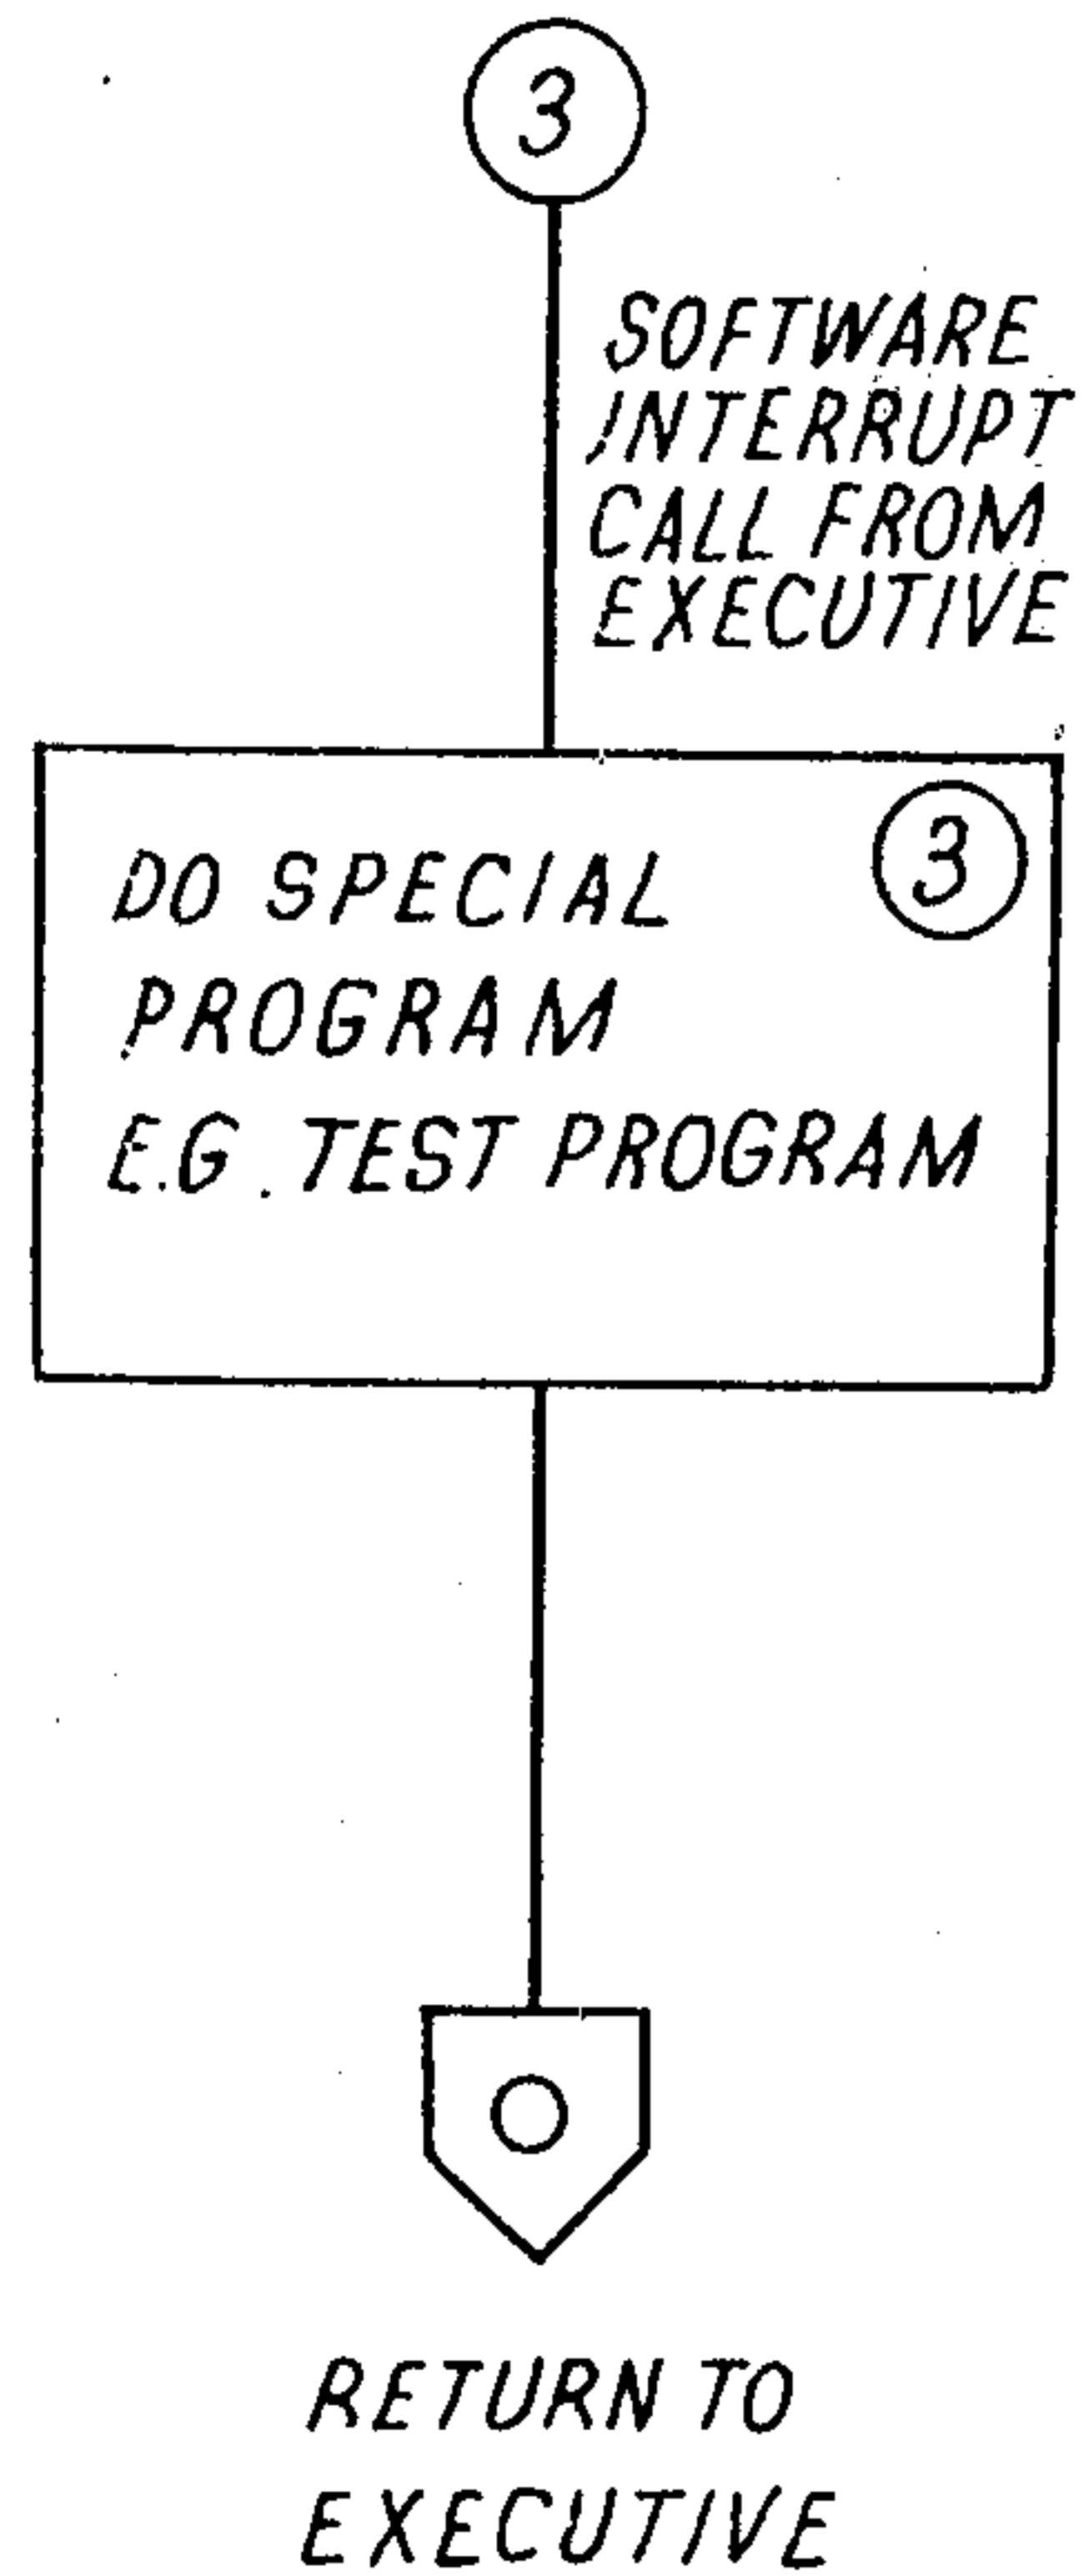 3
SOFTWARE
INTERRUPT
CALL FROM
EXECUTIVE
3
DO SPECIAL
PROGRAM
E.G. TEST PROGRAM
O
RETURN TO
EXECUTIVE